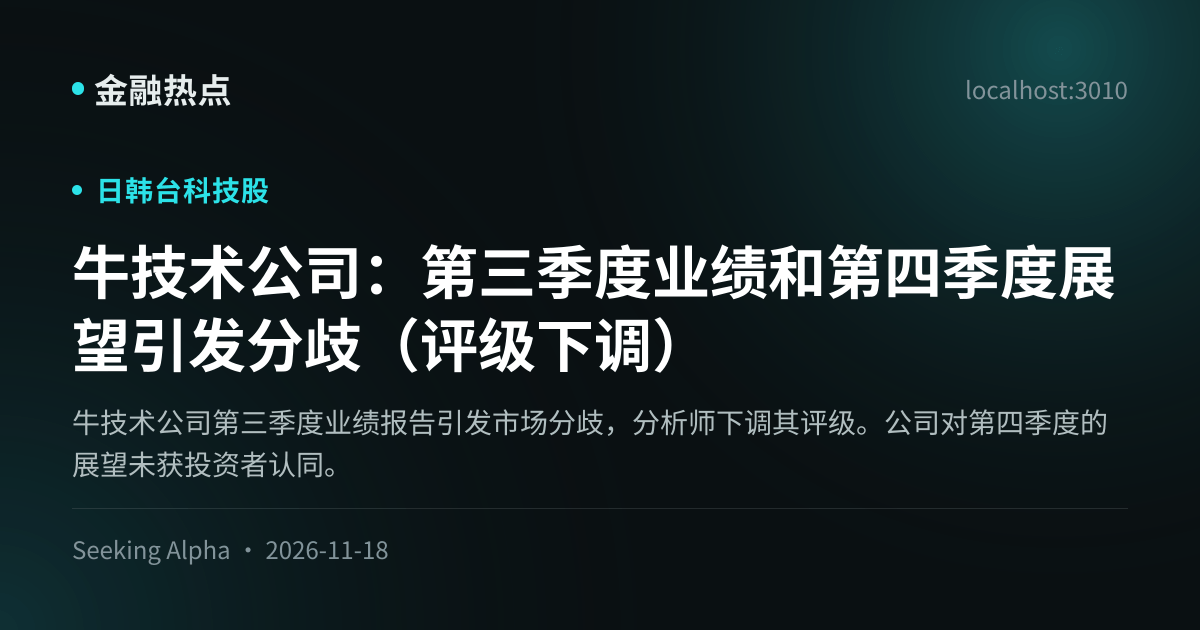 金融热点
localhost:3010
日韩台科技股
牛技术公司：第三季度业绩和第四季度展
望引发分歧（评级下调）
牛技术公司第三季度业绩报告引发市场分歧，分析师下调其评级。公司对第四季度的
展望未获投资者认同。
Seeking Alpha · 2026-11-18